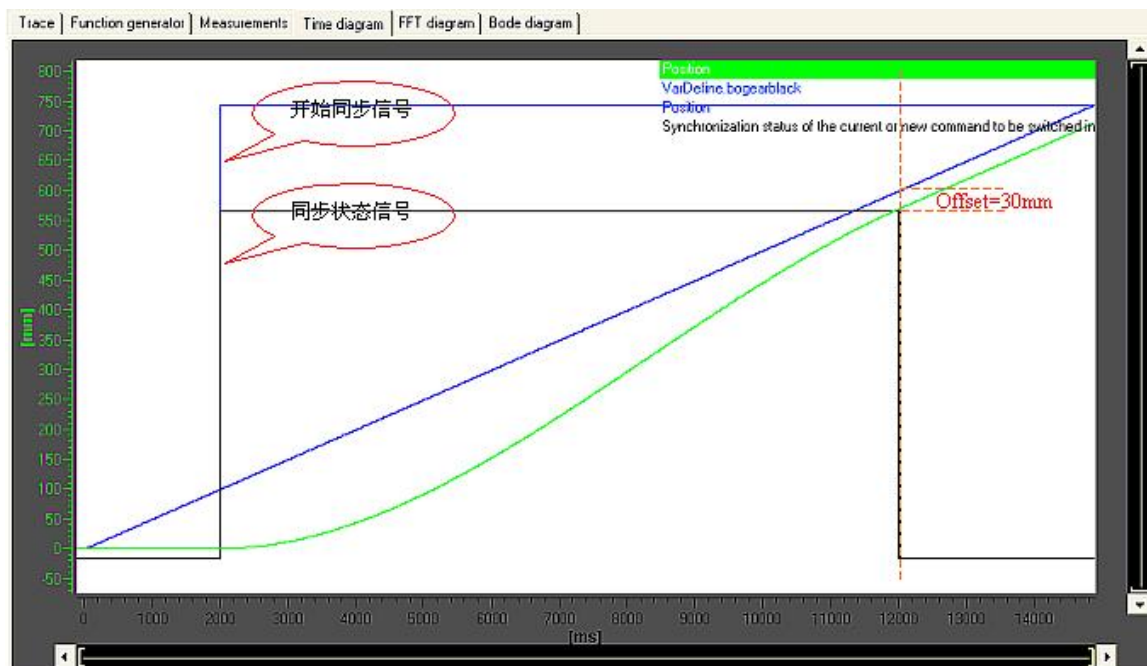 Trace
Function generator
Measurements
Time diagram
FFT diagram
Bode diagram
Position
VarDefine.bogearblack
Position
Synchronization status of the current or new command to be switched in
开始同步信号
同步状态信号
Offset=30mm
800
750
700
650
600
550
500
450
400
350
300
250
200
150
100
50
0
-50
[mm]
0
1000
2000
3000
4000
5000
6000
7000
8000
9000
10000
11000
12000
13000
14000
[ms]